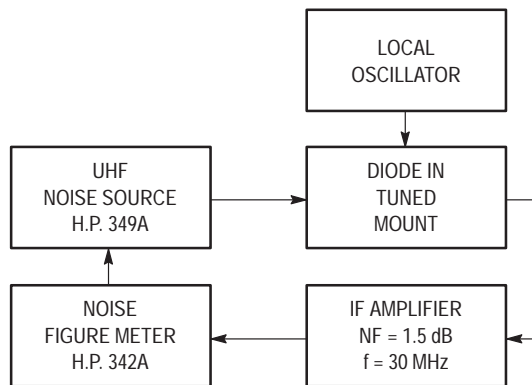 LOCAL
OSCILLATOR
UHF
NOISE SOURCE
H.P. 349A
DIODE IN
TUNED
MOUNT
NOISE
FIGURE METER
H.P. 342A
IF AMPLIFIER
NF = 1.5 dB
f = 30 MHz